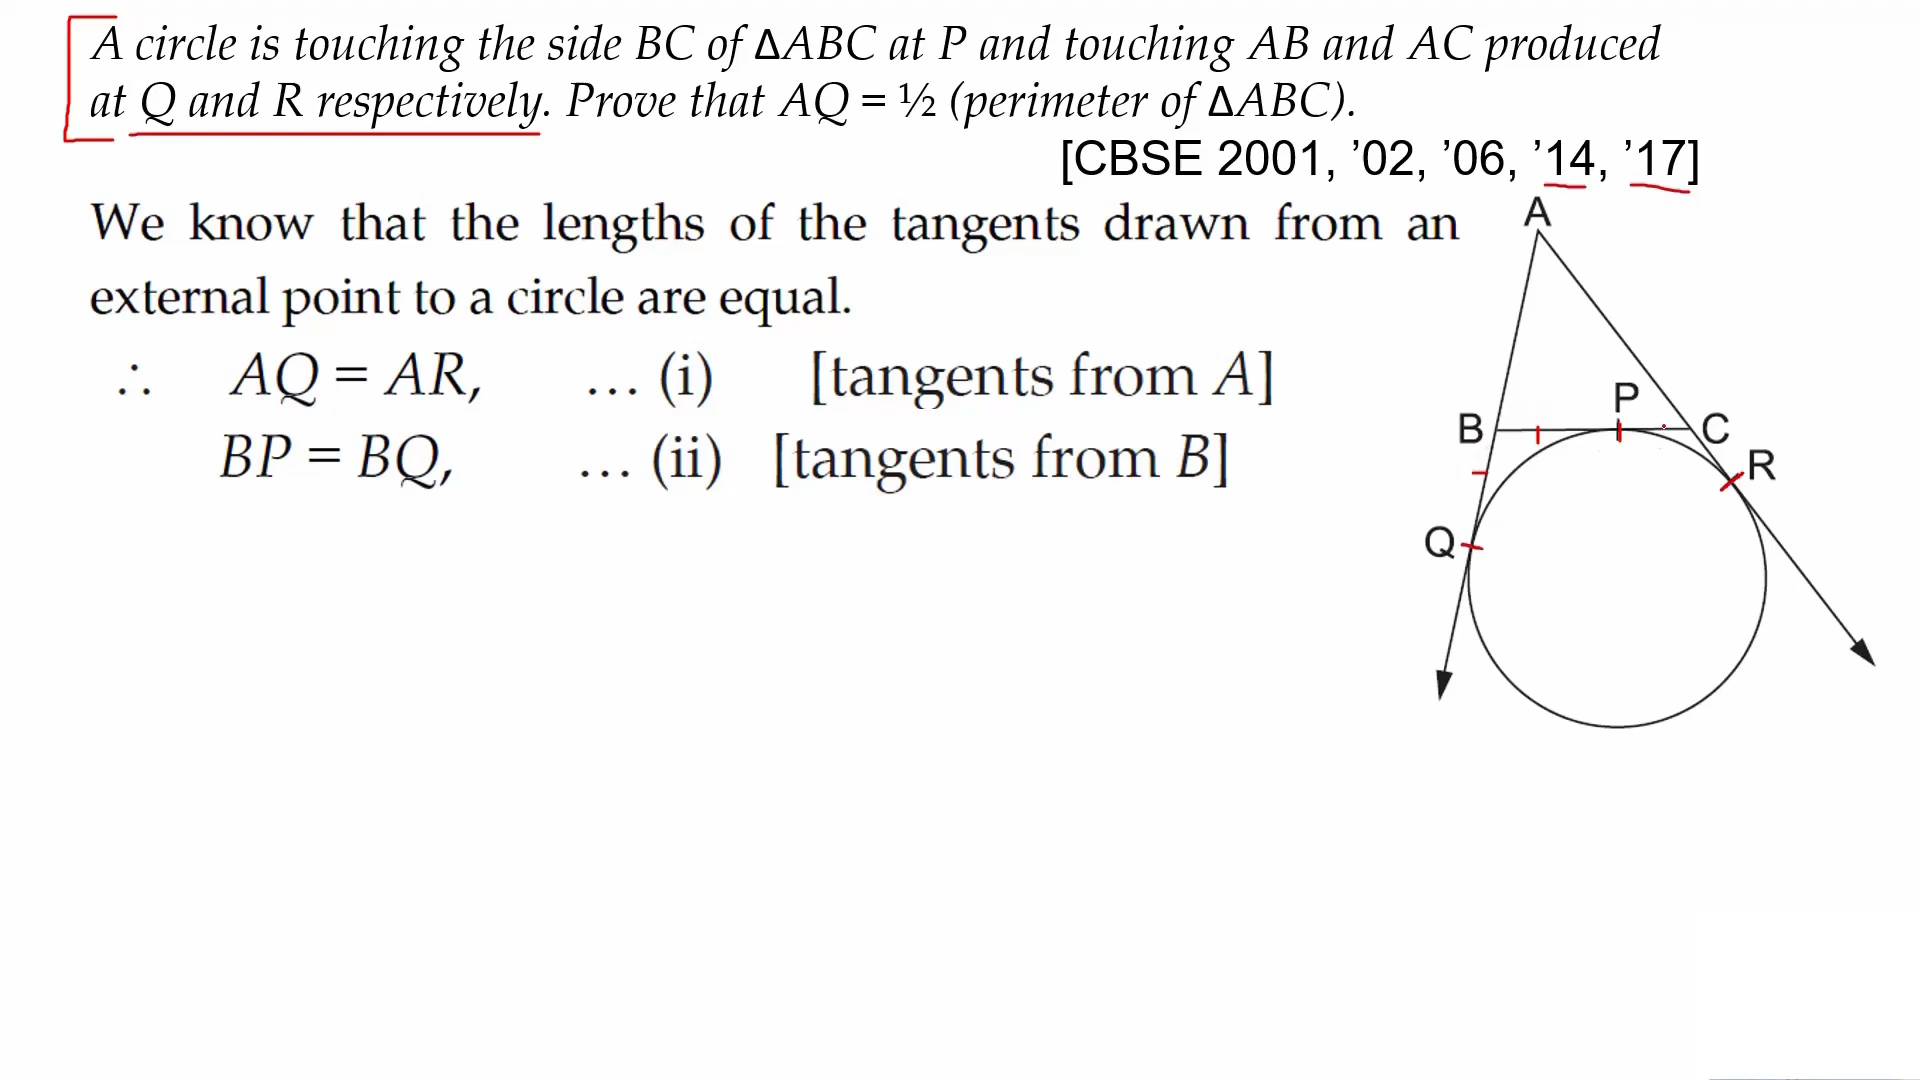 A circle is touching the side BC of ΔABC at P and touching AB and AC produced
at Q and R respectively. Prove that AQ = ½ (perimeter of ΔABC).
[CBSE 2001, ’02, ’06, ’14, ’17]
We know that the lengths of the tangents drawn from an
external point to a circle are equal.
∴ AQ = AR, ... (i) [tangents from A]
BP = BQ, ... (ii) [tangents from B]
A
P
B
C
R
Q